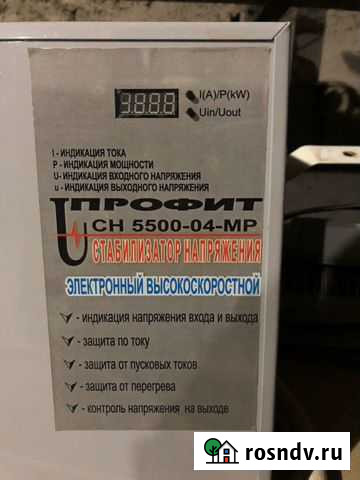 I(A)/P(kW)
Uin/Uout
I - ИНДИКАЦИЯ ТОКА
P - ИНДИКАЦИЯ МОЩНОСТИ
U - ИНДИКАЦИЯ ВХОДНОГО НАПРЯЖЕНИЯ
u - ИНДИКАЦИЯ ВЫХОДНОГО НАПРЯЖЕНИЯ
ПРОФИТ
СН 5500-04-МР
СТАБИЛИЗАТОР НАПРЯЖЕНИЯ
ЭЛЕКТРОННЫЙ ВЫСОКОСКОРОСТНОЙ
- индикация напряжения входа и выхода
- защита по току
- защита от пусковых токов
- защита от перегрева
- контроль напряжения на выходе
rosndv.ru